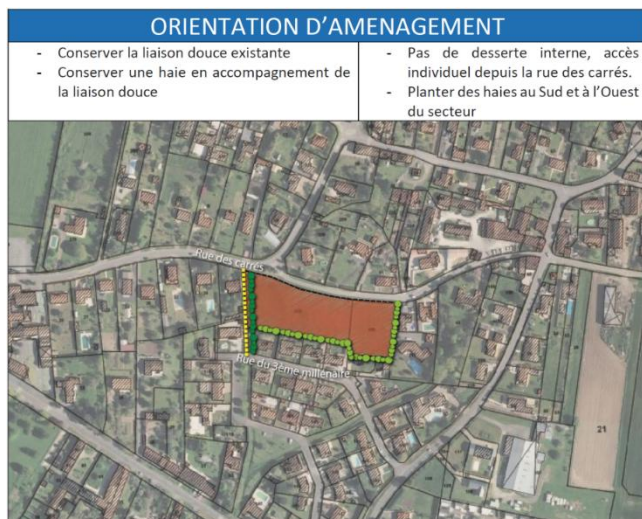 ORIENTATION D’AMENAGEMENT
- Conserver la liaison douce existante
- Conserver une haie en accompagnement de
la liaison douce
- Pas de desserte interne, accès
individuel depuis la rue des carrés.
- Planter des haies au Sud et à l’Ouest
du secteur
Rue des carrés
Rue du 3ème millénaire
21